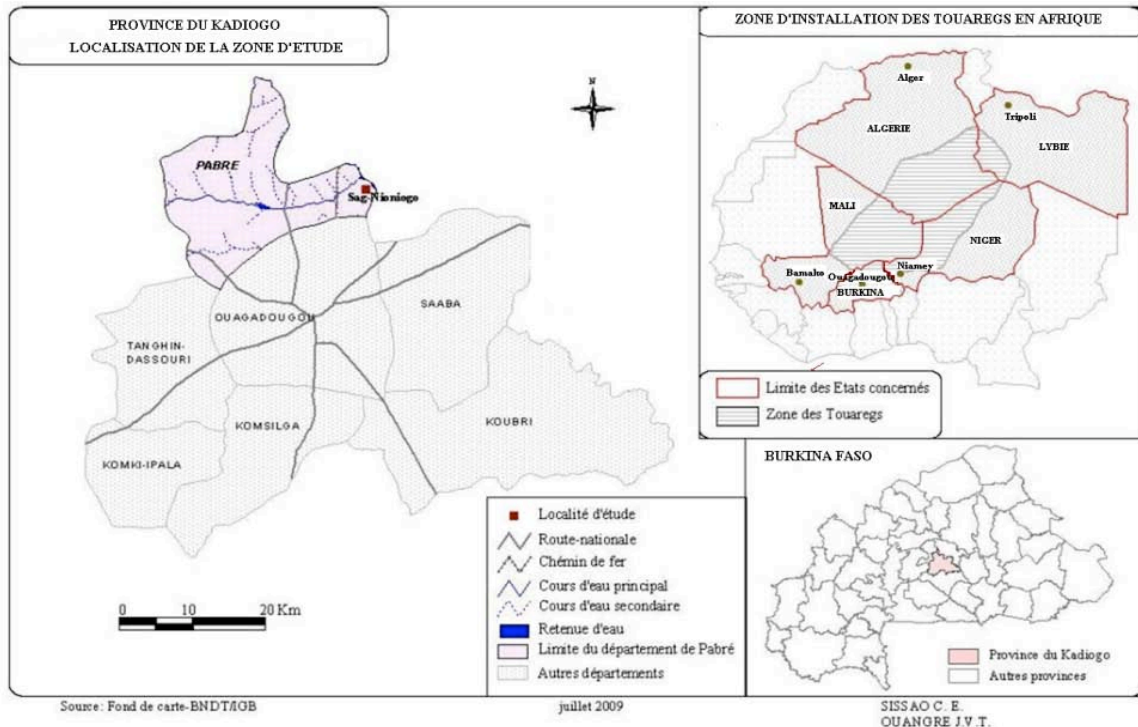 PROVINCE DU KADIOGO
LOCALISATION DE LA ZONE D'ETUDE
N
PABRE
Sag-Nioniogo
OUAGADOUGOU
SAABA
TANGHIN-
DASSOURI
KOMSILGA
KOUBRI
KOMKI-IPALA
0 10 20 Km
Localité d'étude
Route-nationale
Chémin de fer
Cours d'eau principal
Cours d'eau secondaire
Retenue d'eau
Limite du département de Pabré
Autres départements
ZONE D'INSTALLATION DES TOUAREGS EN AFRIQUE
Alger
Tripoli
ALGERIE
LYBIE
MALI
NIGER
Bamako
Ouagadougou
Niamey
BURKINA
Limite des Etats concernés
Zone des Touaregs
BURKINA FASO
Province du Kadiogo
Autres provinces
Source: Fond de carte-BNDT/IGB
juillet 2009
SISSAO C. E.
OUANGRE J.V.T.